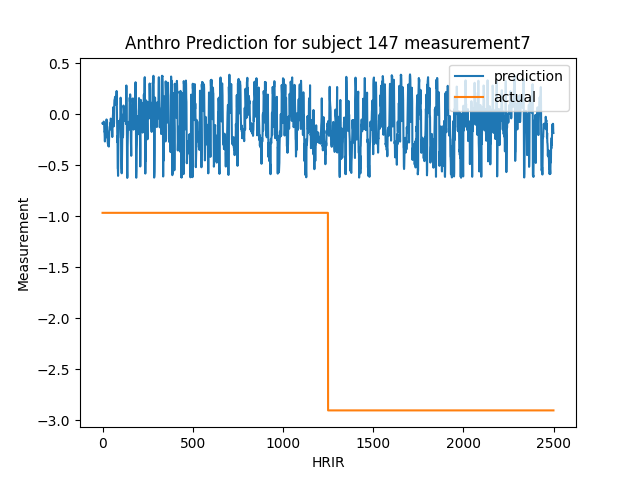 Anthro Prediction for subject 147 measurement7
prediction
actual
Measurement
0.5
0.0
−0.5
−1.0
−1.5
−2.0
−2.5
−3.0
0 500 1000 1500 2000 2500
HRIR